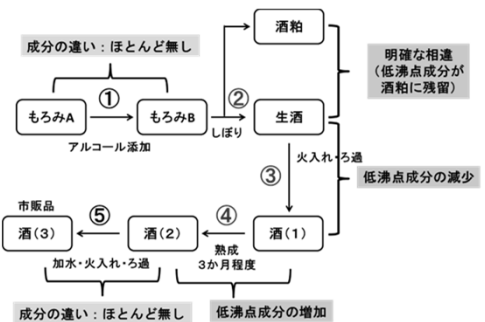 成分の違い：ほとんど無し
酒粕
明確な相違
（低沸点成分が
酒粕に残留）
もろみA
①
もろみB
②
生酒
アルコール添加
しぼり
③
火入れ・ろ過
低沸点成分の減少
市販品
酒（3）
⑤
酒（2）
④
酒（1）
加水・火入れ・ろ過
熟成
3か月程度
成分の違い：ほとんど無し
低沸点成分の増加